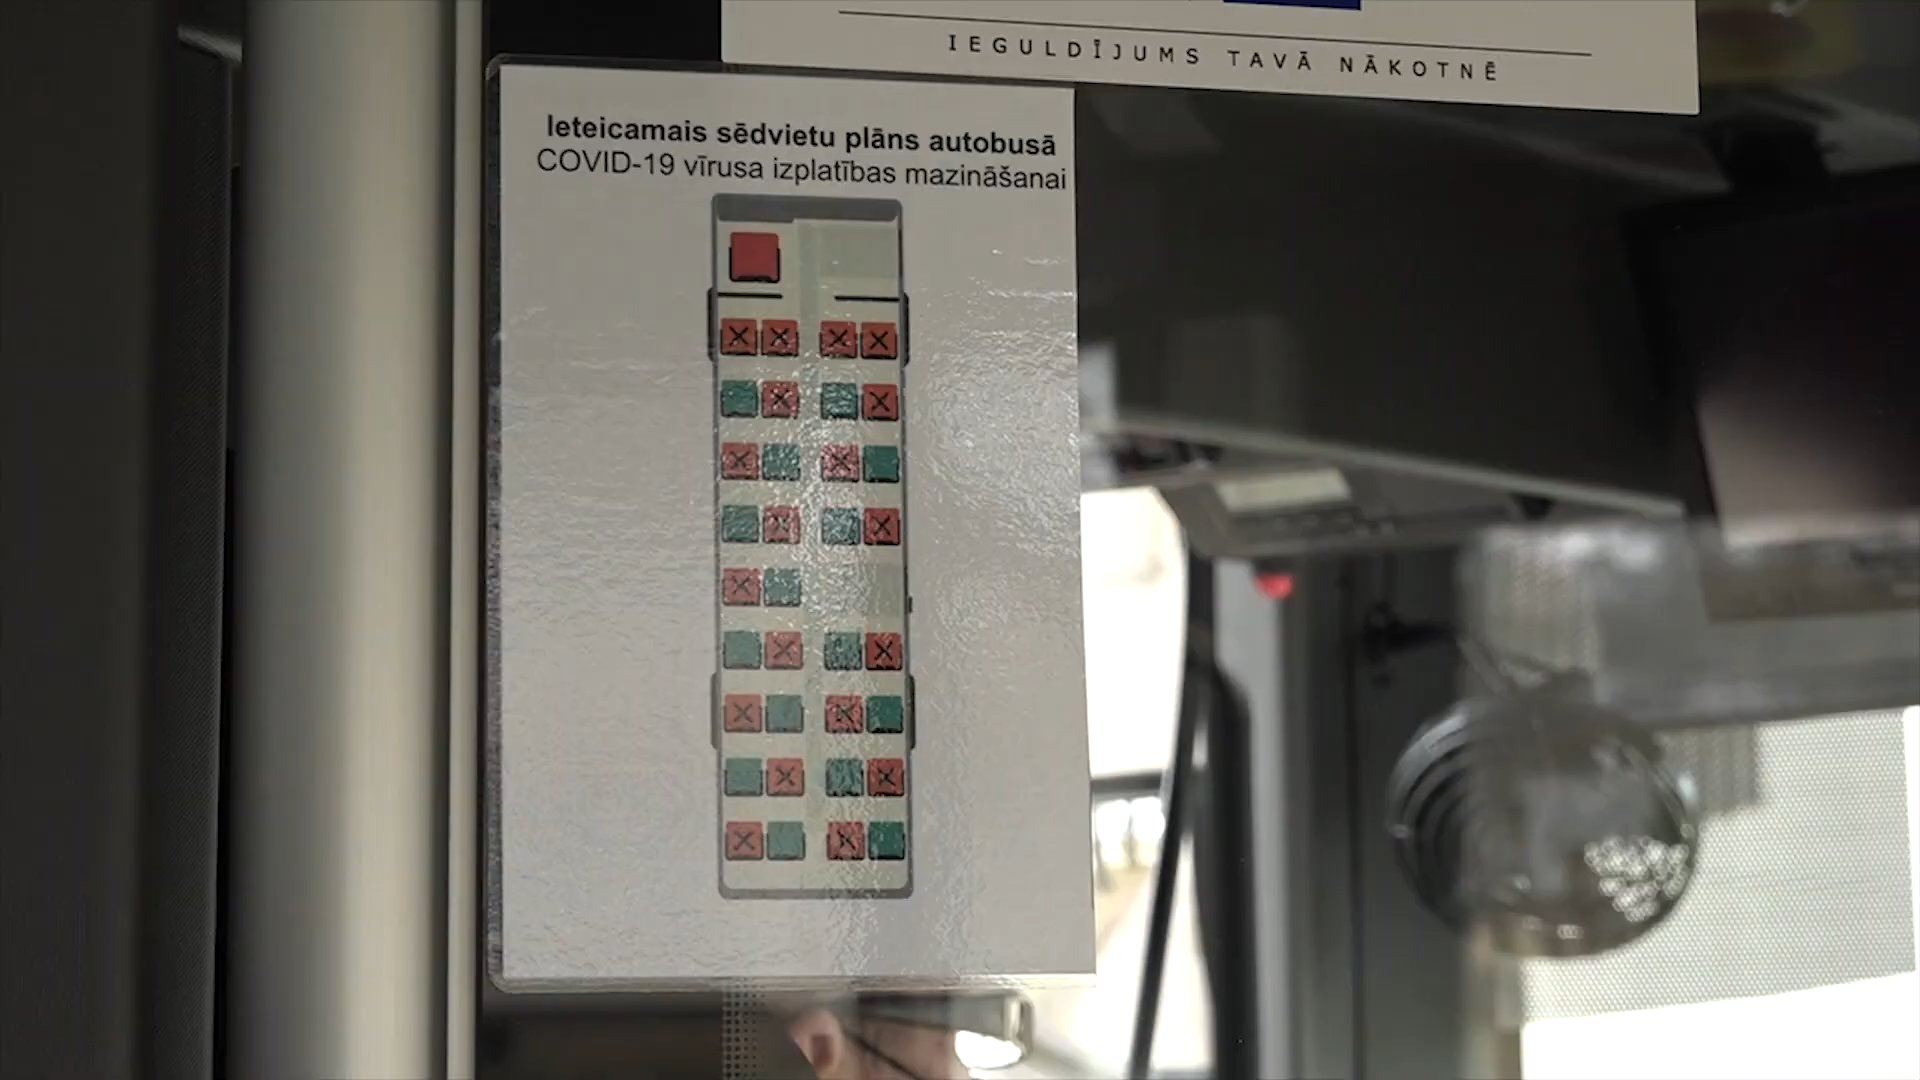 IEGULDĪJUMS TAVĀ NĀKOTNĒ
Ieteicamais sēdvietu plāns autobusā
COVID-19 vīrusa izplatības mazināšanai